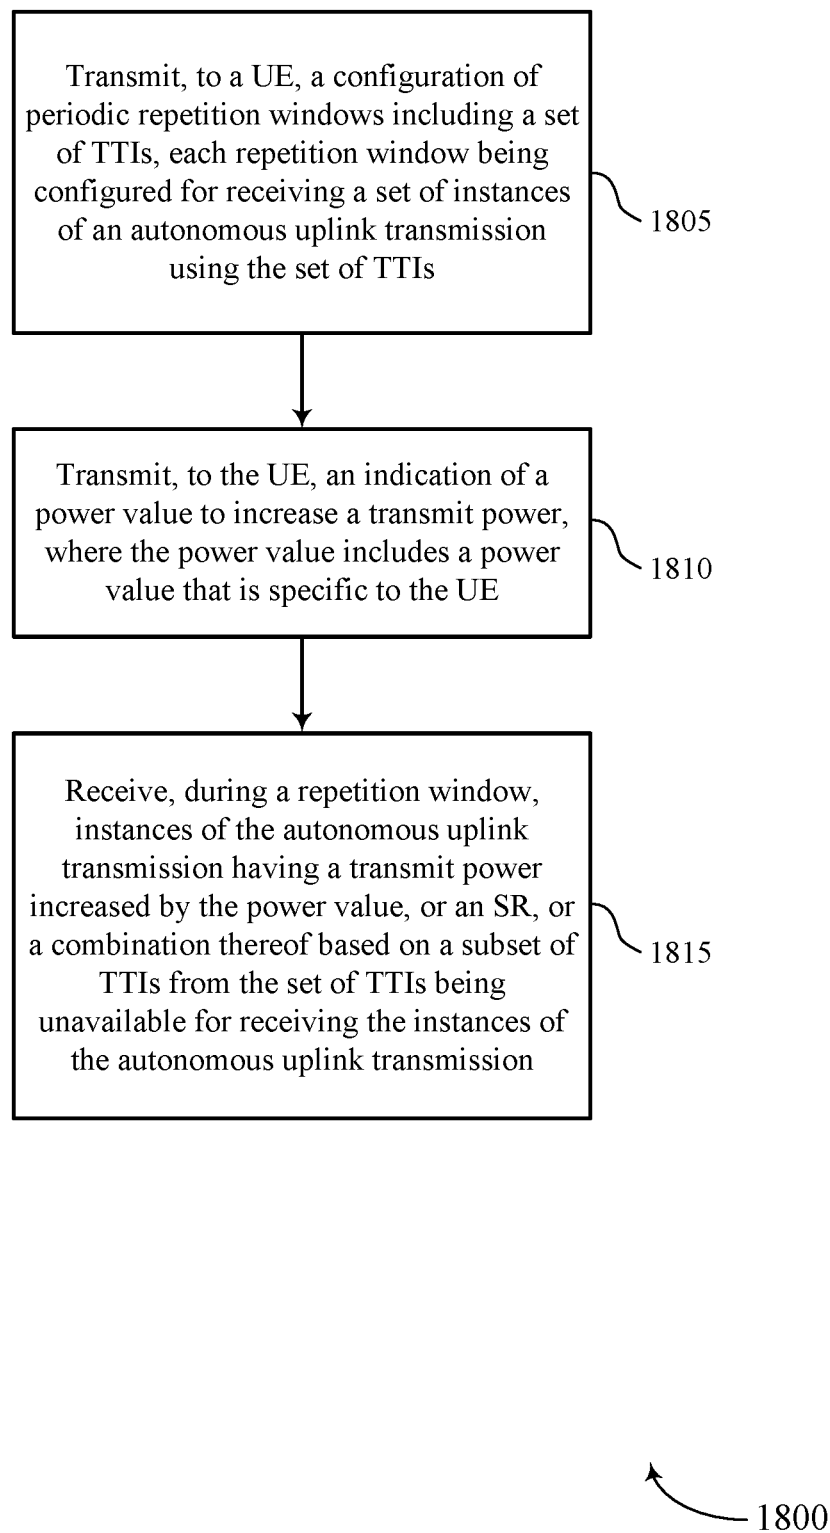 Transmit, to a UE, a configuration of
periodic repetition windows including a set
of TTIs, each repetition window being
configured for receiving a set of instances
of an autonomous uplink transmission
using the set of TTIs
1805
Transmit, to the UE, an indication of a
power value to increase a transmit power,
where the power value includes a power
value that is specific to the UE
1810
Receive, during a repetition window,
instances of the autonomous uplink
transmission having a transmit power
increased by the power value, or an SR, or
a combination thereof based on a subset of
TTIs from the set of TTIs being
unavailable for receiving the instances of
the autonomous uplink transmission
1815
1800